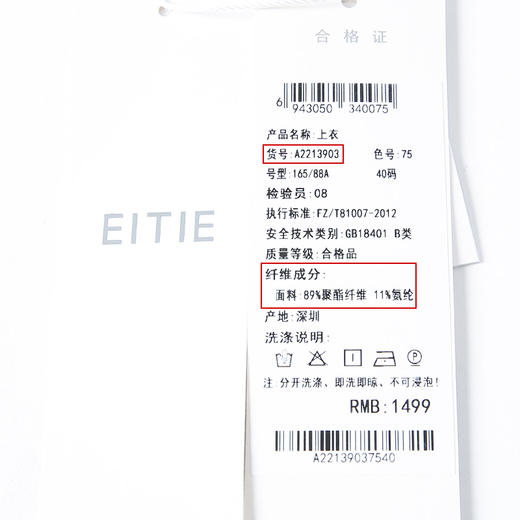 合格证
6 943050 340075
产品名称:上衣
货号:A2213903 色号:75
号型:165/88A 40码
检验员:08
执行标准:FZ/T81007-2012
安全技术类别:GB18401 B类
质量等级:合格品
纤维成分:
面料:89%聚酯纤维 11%氨纶
产地:深圳
洗涤说明:
P
注:分开洗涤、即洗即晾、不可浸泡!
RMB:1499
A22139037540
EITIE